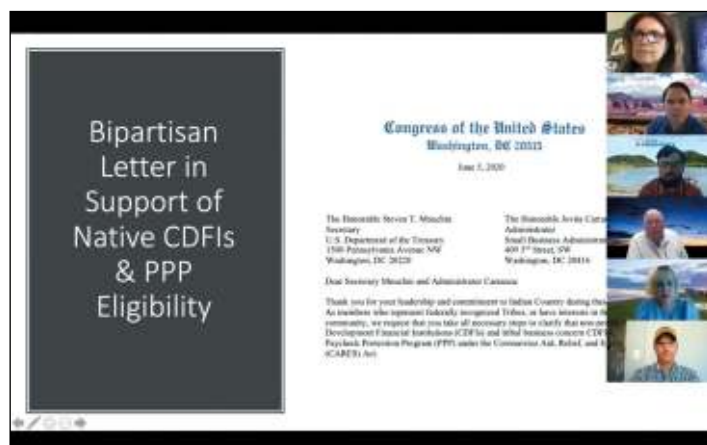 Bipartisan
Letter in
Support of
Native CDFIs
& PPP
Eligibility
Congress of the United States
Washington, DC 20515
June 5, 2020
The Honorable Steven T. Mnuchin
Secretary
U.S. Department of the Treasury
1500 Pennsylvania Avenue NW
Washington, DC 20220
The Honorable Jovita
Administrator
Small Business
409 3rd Street, SW
Washington, DC 20416
Dear Secretary Mnuchin and Administrator Carranza:
Thank you for your leadership and commitment to Indian Country during this
As members who represent federally recognized Tribes, or have interests in the
community, we request that you take all necessary steps to clarify that
Development Financial Institutions (CDFIs) and tribal business concern
Paycheck Protection Program (PPP) under the Coronavirus Aid, Relief, and
(CARES) Act.